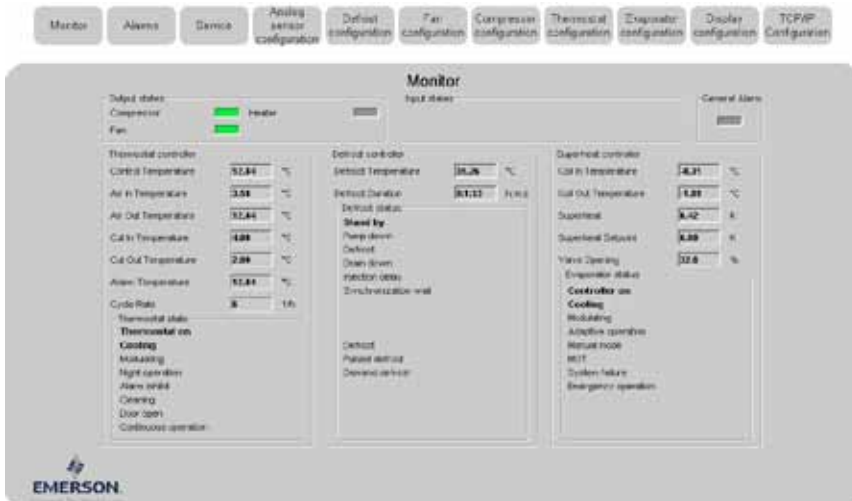 Monitor
Alarms
Service
Analog
sensor
configuration
Defrost
configuration
Fan
configuration
Compressor
configuration
Thermostat
configuration
Evaporator
configuration
Display
configuration
TCP/IP
Configuration
Monitor
Output states
Input states
General Alarm
Compressor
Heater
Fan
Thermostat controller
Control Temperature °C
Air In Temperature °C
Air Out Temperature °C
Cut In Temperature °C
Cut Out Temperature °C
Alarm Temperature °C
Cycle Rate 1/h
Thermostat state
Thermostat on
Cooling
Modulating
Night operation
Alarm inhibit
Cleaning
Door open
Continuous operation
Defrost controller
Defrost Temperature °C
Defrost Duration
Defrost status
Stand by
Pump down
Defrost
Drain down
Injection delay
Synchronization wait
Defrost
Pulsed defrost
Demand defrost
Superheat controller
Coil In Temperature °C
Coil Out Temperature °C
Superheat 6.42 K
Superheat Setpoint K
Valve Opening %
Evaporator status
Controller on
Cooling
Modulating
Adaptive operation
Manual mode
MOT
System failure
Emergency operation
EMERSON